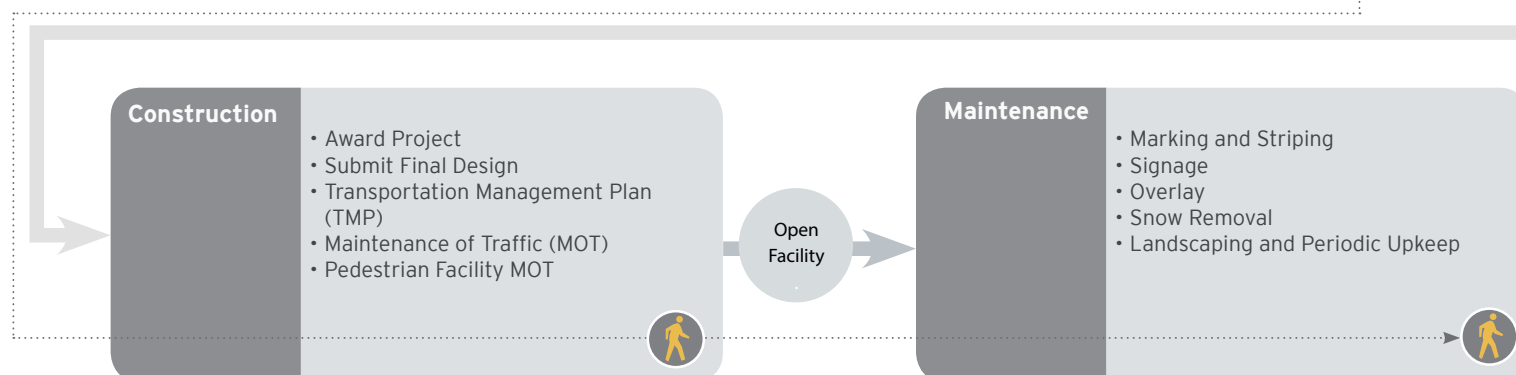 Construction
• Award Project
• Submit Final Design
• Transportation Management Plan
(TMP)
• Maintenance of Traffic (MOT)
• Pedestrian Facility MOT
Open
Facility
Maintenance
• Marking and Striping
• Signage
• Overlay
• Snow Removal
• Landscaping and Periodic Upkeep